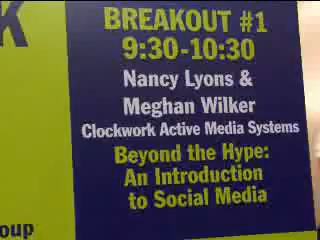 K
BREAKOUT #1
9:30-10:30
Nancy Lyons &
Meghan Wilker
Clockwork Active Media Systems
Beyond the Hype:
An Introduction
to Social Media
oup